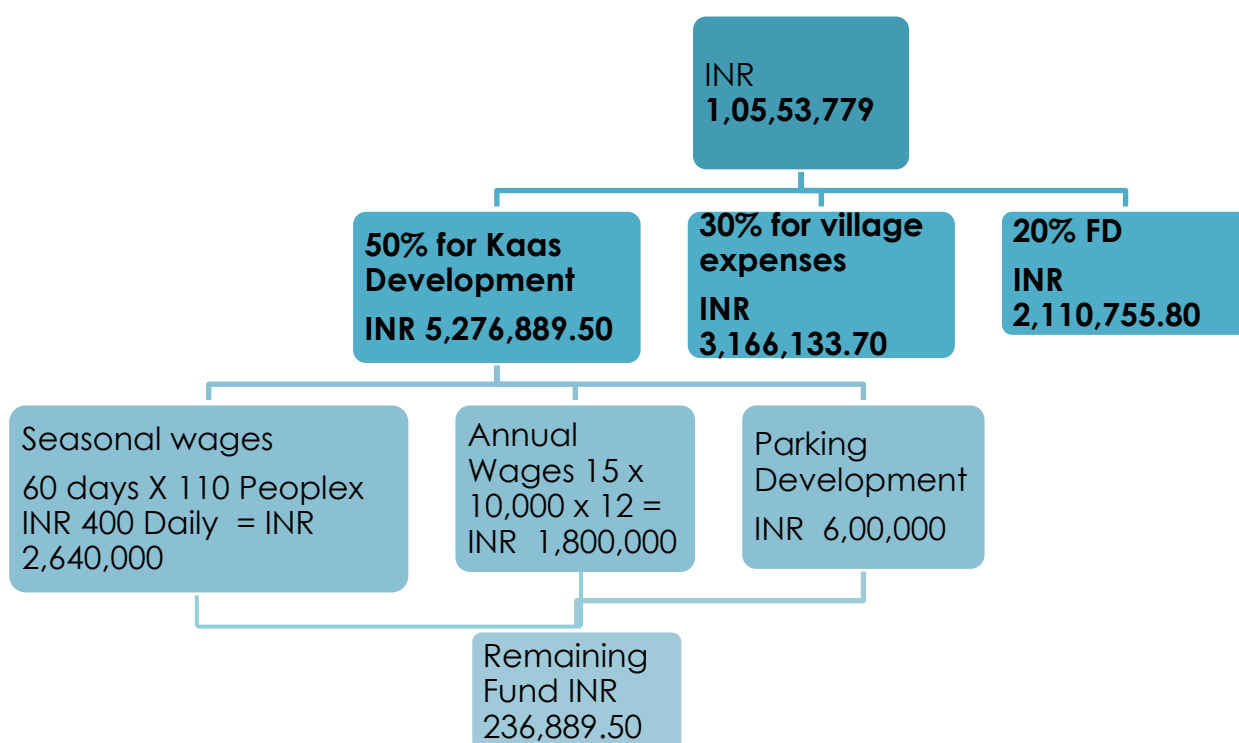 INR
1,05,53,779
50% for Kaas
Development
INR 5,276,889.50
30% for village
expenses
INR
3,166,133.70
20% FD
INR
2,110,755.80
Seasonal wages
60 days X 110 Peoplex
INR 400 Daily  = INR
2,640,000
Annual
Wages 15 x
10,000 x 12 =
INR  1,800,000
Parking
Development
INR  6,00,000
Remaining
Fund INR
236,889.50